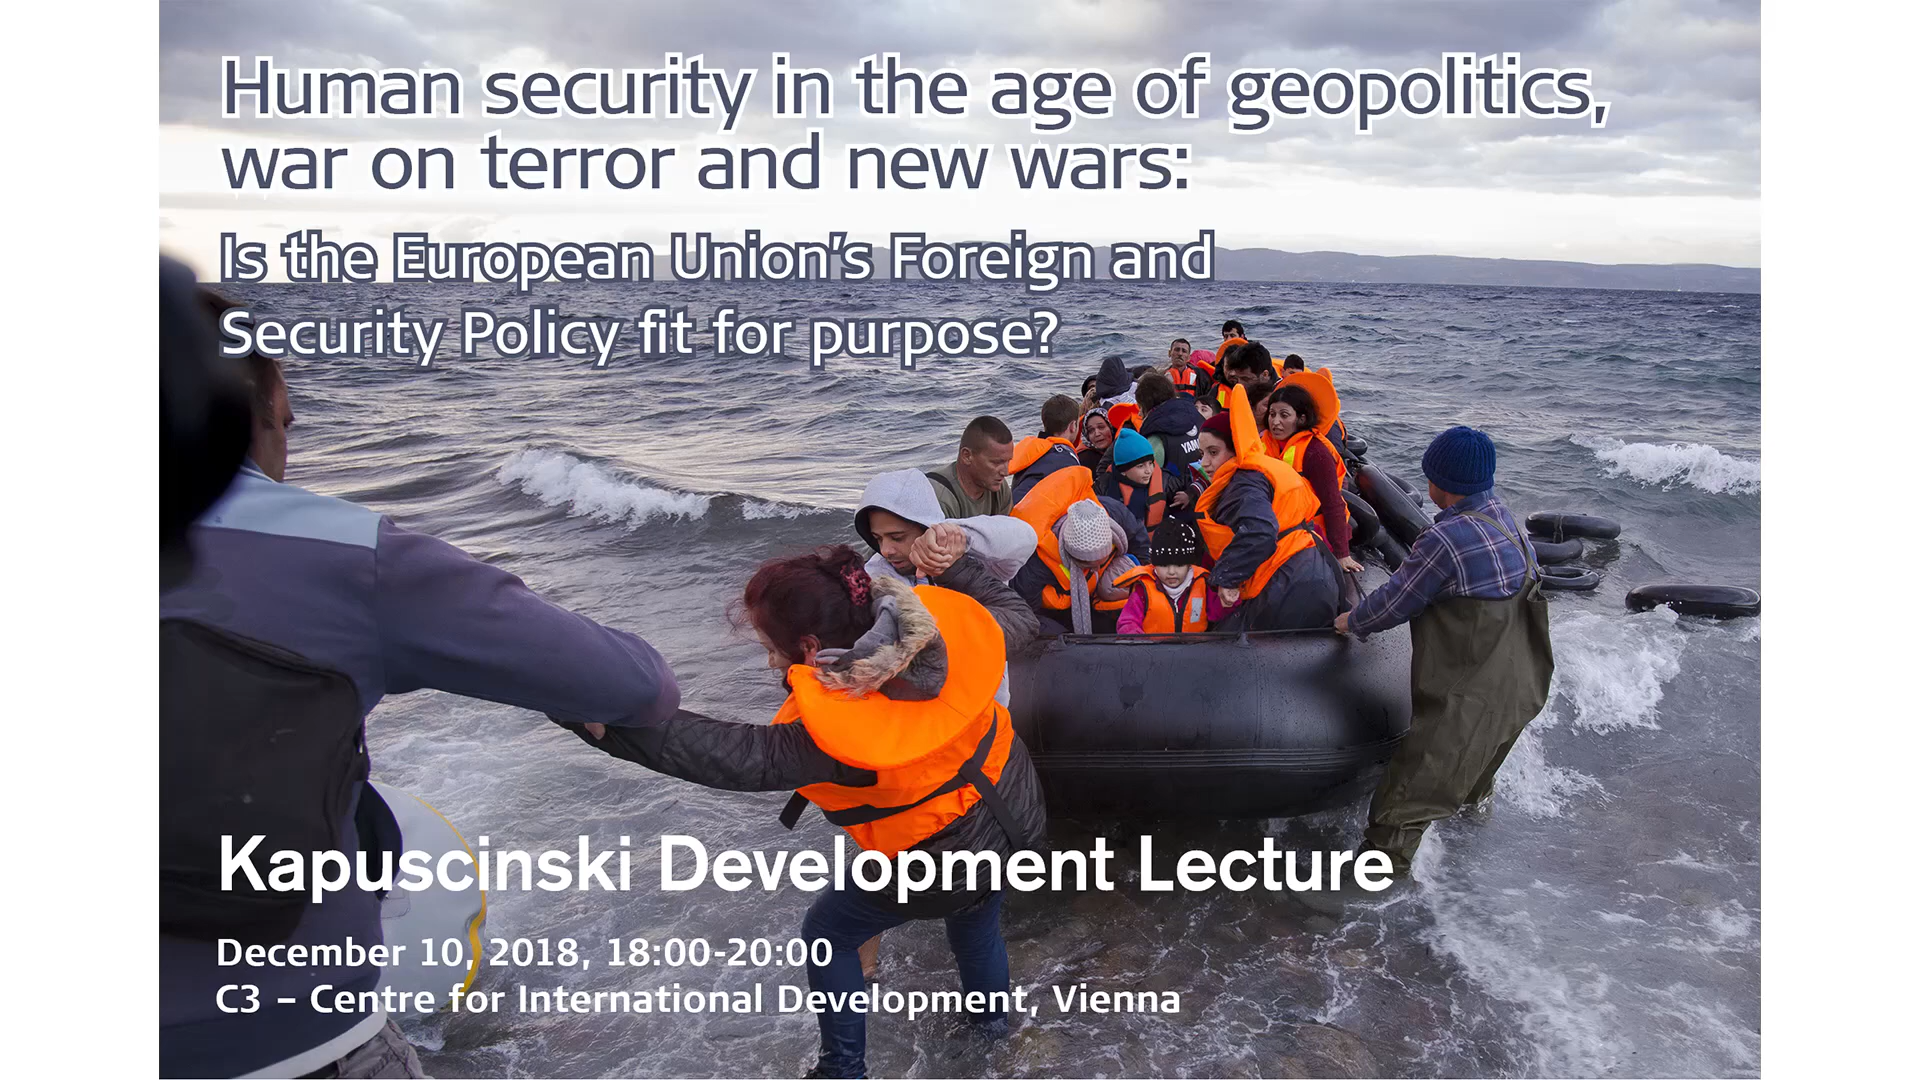 Human security in the age of geopolitics,
war on terror and new wars:
Is the European Union's Foreign and
Security Policy fit for purpose?
YAMA
Kapuscinski Development Lecture
December 10, 2018, 18:00-20:00
C3 – Centre for International Development, Vienna